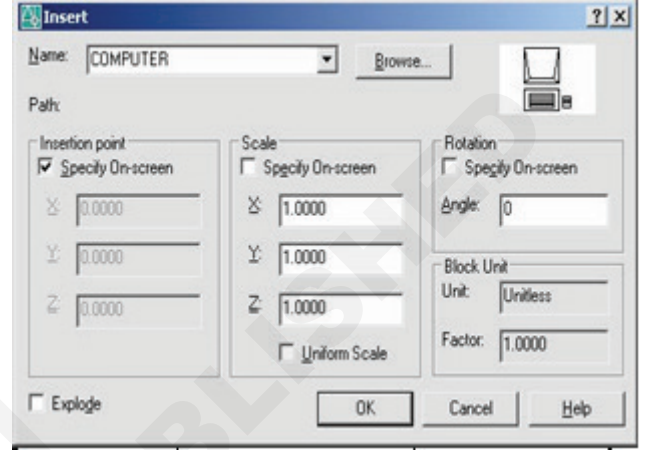 Insert
Name: COMPUTER Browse...
Path:
Insertion point
Specify On-screen
X: 0.0000
Y: 0.0000
Z: 0.0000
Scale
Specify On-screen
X: 1.0000
Y: 1.0000
Z: 1.0000
Uniform Scale
Rotation
Specify On-screen
Angle: 0
Block Unit
Unit: Unitless
Factor: 1.0000
Explode
OK Cancel Help
BLISHED